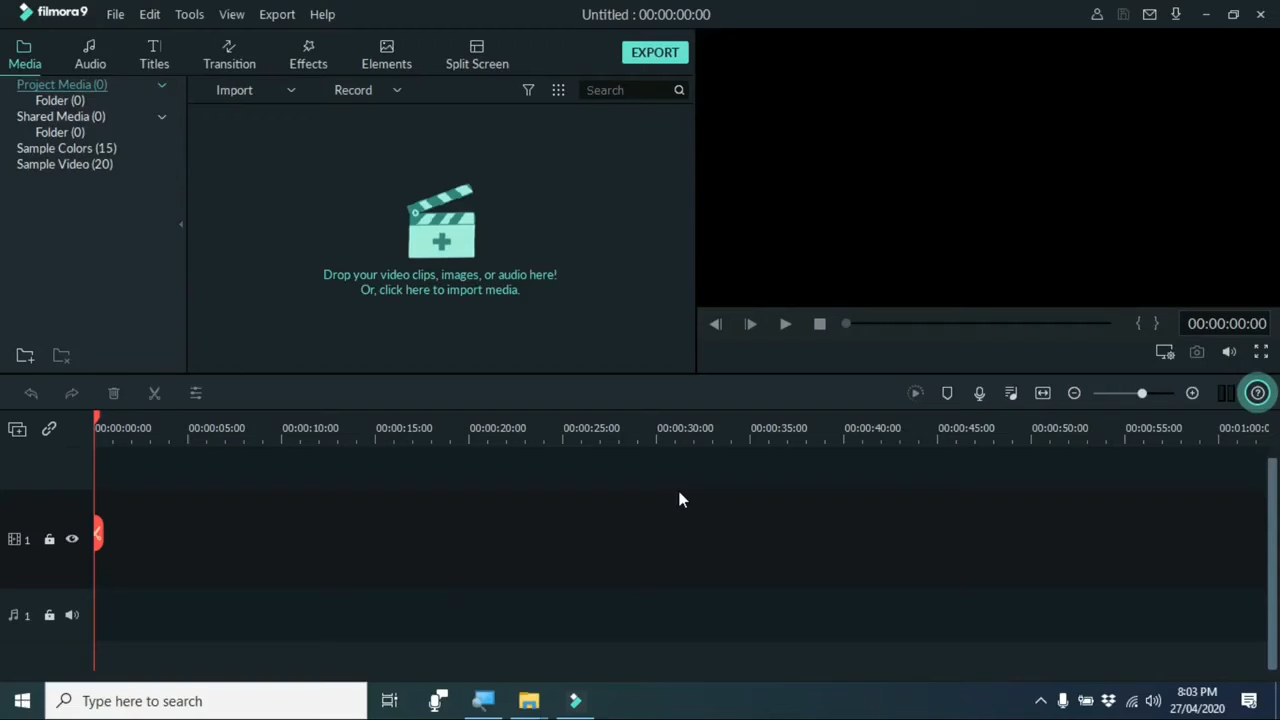 filmora9
File Edit Tools View Export Help
Untitled : 00:00:00:00
Media Audio Titles Transition Effects Elements Split Screen
EXPORT
Project Media (0)
Folder (0)
Shared Media (0)
Folder (0)
Sample Colors (15)
Sample Video (20)
Import Record Search
Drop your video clips, images, or audio here!
Or, click here to import media.
00:00:00:00
00:00:00:00 00:00:05:00 00:00:10:00 00:00:15:00 00:00:20:00 00:00:25:00 00:00:30:00 00:00:35:00 00:00:40:00 00:00:45:00 00:00:50:00 00:00:55:00 00:01:00:0
1
1
Type here to search
8:03 PM
27/04/2020